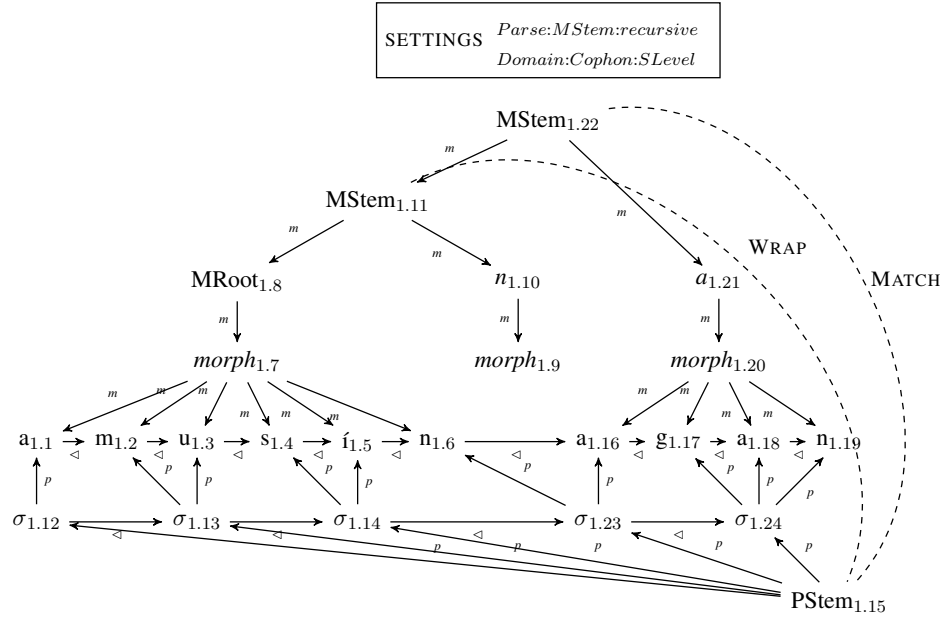 SETTINGS Parse:MStem:recursive
Domain:Cophon:SLevel
MStem1.22
m
MStem1.11
m
m m WRAP
MRoot1.8 n1.10 a1.21 MATCH
m m m
morph1.7 morph1.9 morph1.20
m m m m m m m m m m
a1.1 m1.2 u1.3 s1.4 í1.5 n1.6 a1.16 g1.17 a1.18 n1.19
◁ ◁ ◁ ◁ ◁ ◁ ◁ ◁ ◁
p p p p p p p p p p
σ1.12 σ1.13 σ1.14 σ1.23 σ1.24
◁ ◁ ◁ ◁
p p p p p
PStem1.15